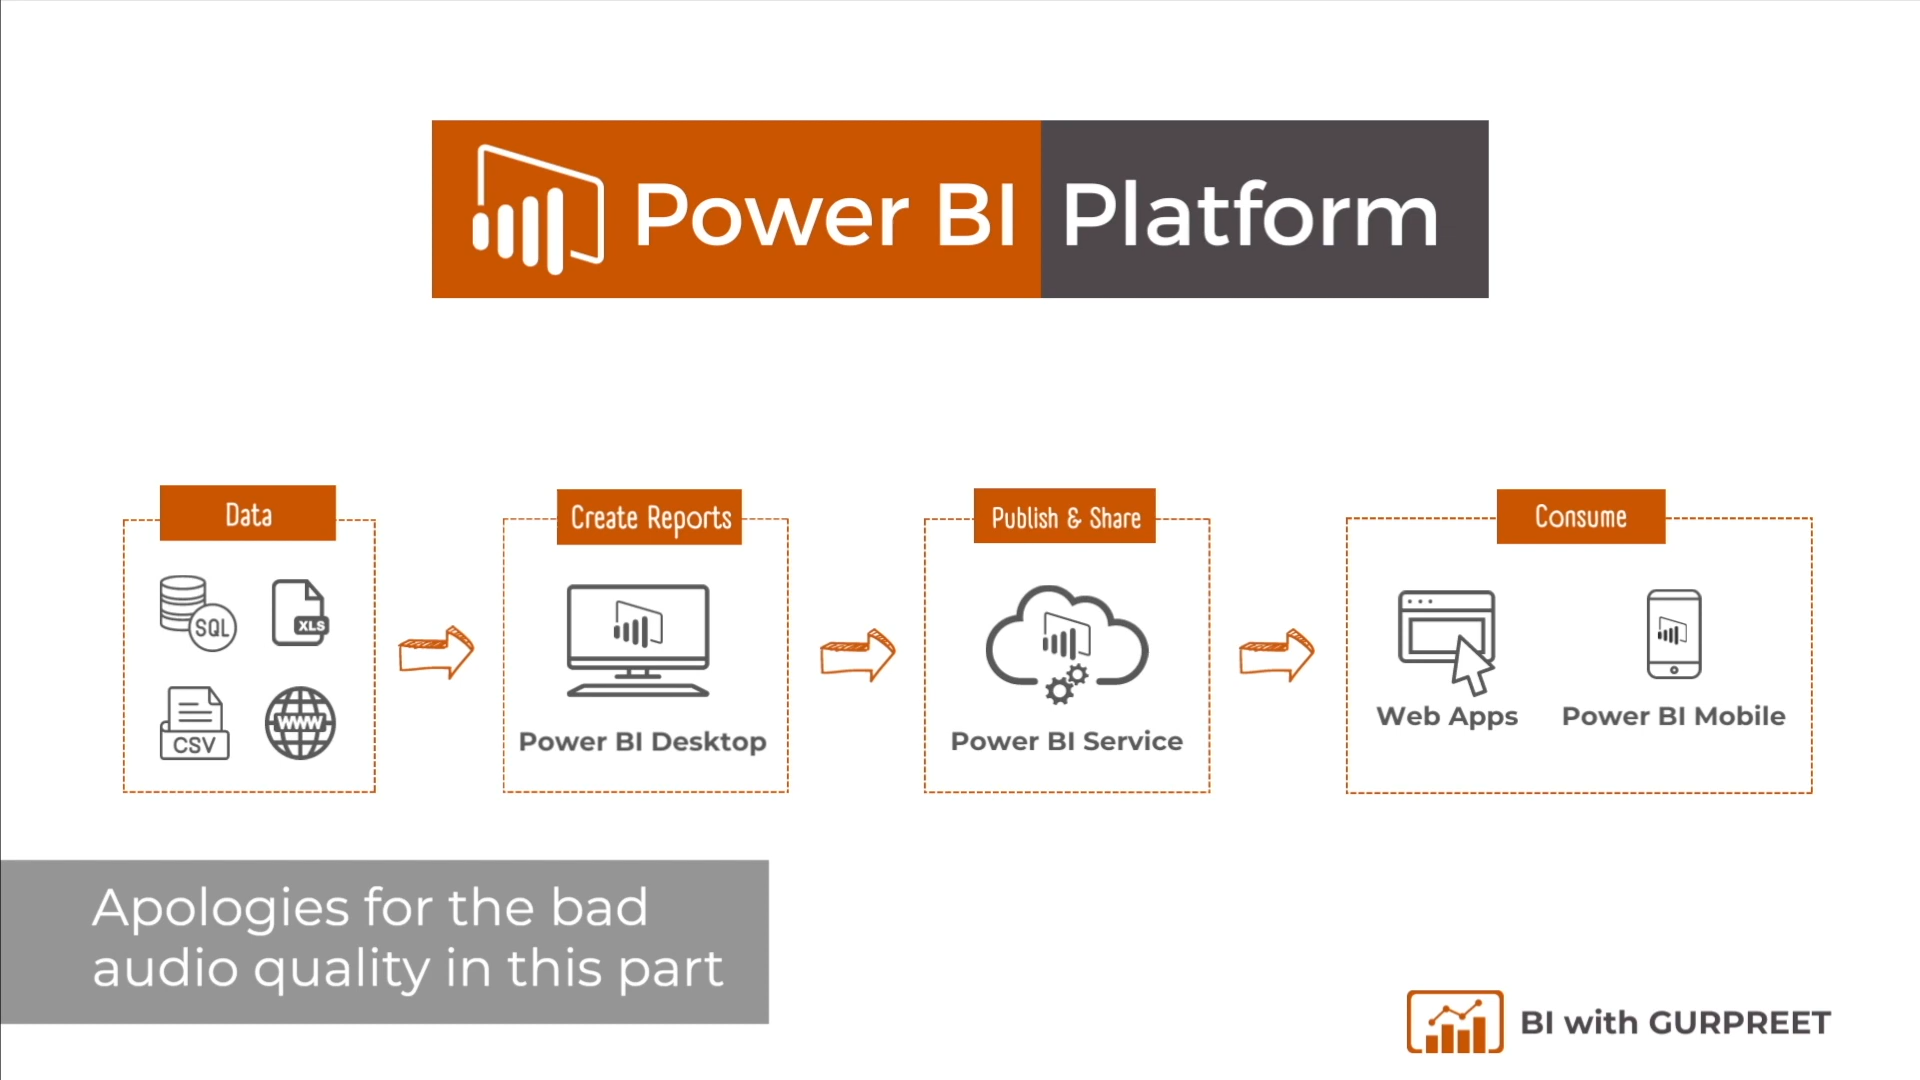 Power BI Platform
Data
Create Reports
Publish & Share
Consume
SQL
XLS
CSV
WWW
Power BI Desktop
Power BI Service
Web Apps
Power BI Mobile
Apologies for the bad
audio quality in this part
BI with GURPREET